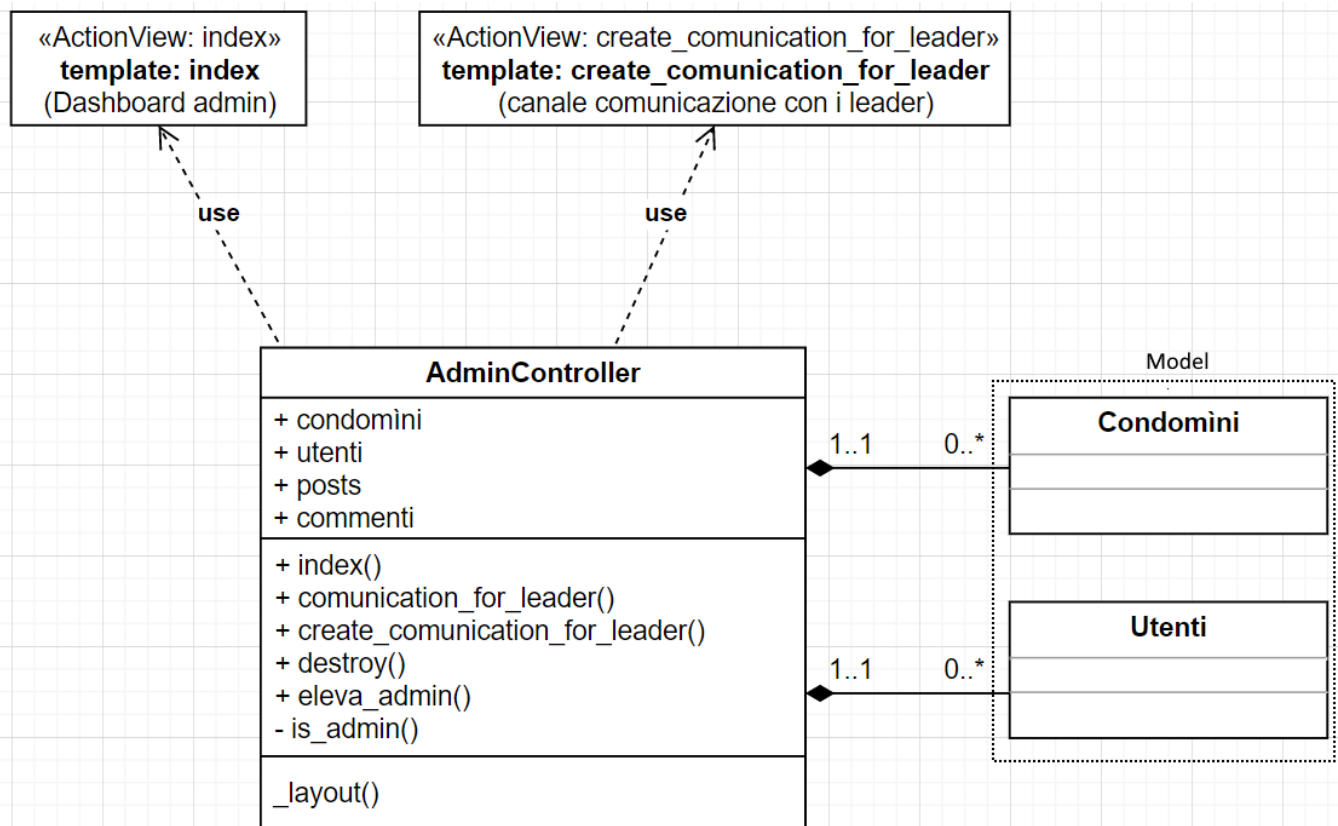 «ActionView: index»
template: index
(Dashboard admin)
«ActionView: create_comunication_for_leader»
template: create_comunication_for_leader
(canale comunicazione con i leader)
use
use
AdminController
+ condomìni
+ utenti
+ posts
+ commenti
+ index()
+ comunication_for_leader()
+ create_comunication_for_leader()
+ destroy()
+ eleva_admin()
- is_admin()
_layout()
1..1
0..*
1..1
0..*
Model
Condomìni
Utenti